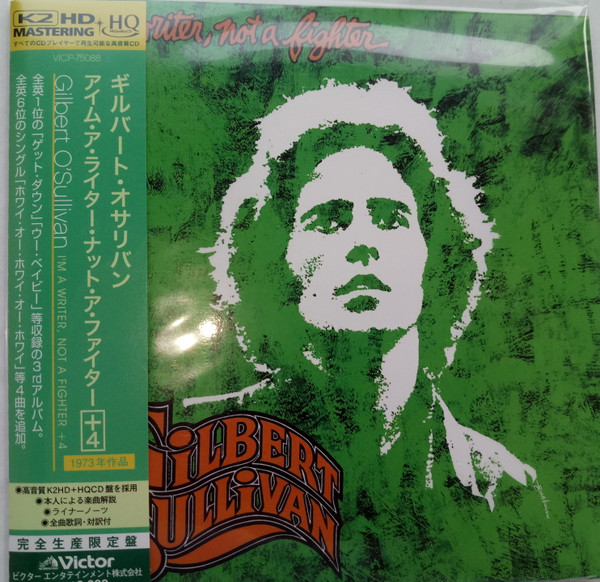 K2 HD
MASTERING
HQ
すべてのCDプレイヤーで再生可能な高音質CD
VICP-75088
writer, not a fighter
ギルバート・オサリバン
アイム・ア・ライター・ナット・ア・ファイター +4
Gilbert O'Sullivan I'M A WRITER, NOT A FIGHTER +4
全英1位の「ゲット・ダウン」「ウー・ベイビー」等収録の3rdアルバム。
全英6位のシングル「ホワイ・オー・ホワイ・オー・ホワイ」等4曲を追加。
1973年作品
●高音質K2HD+HQCD盤を採用
●本人による楽曲解説
●ライナーノーツ
●全曲歌詞・対訳付
完全生産限定盤
Victor
ビクター エンタテインメント株式会社
GILBERT
SULLIVAN